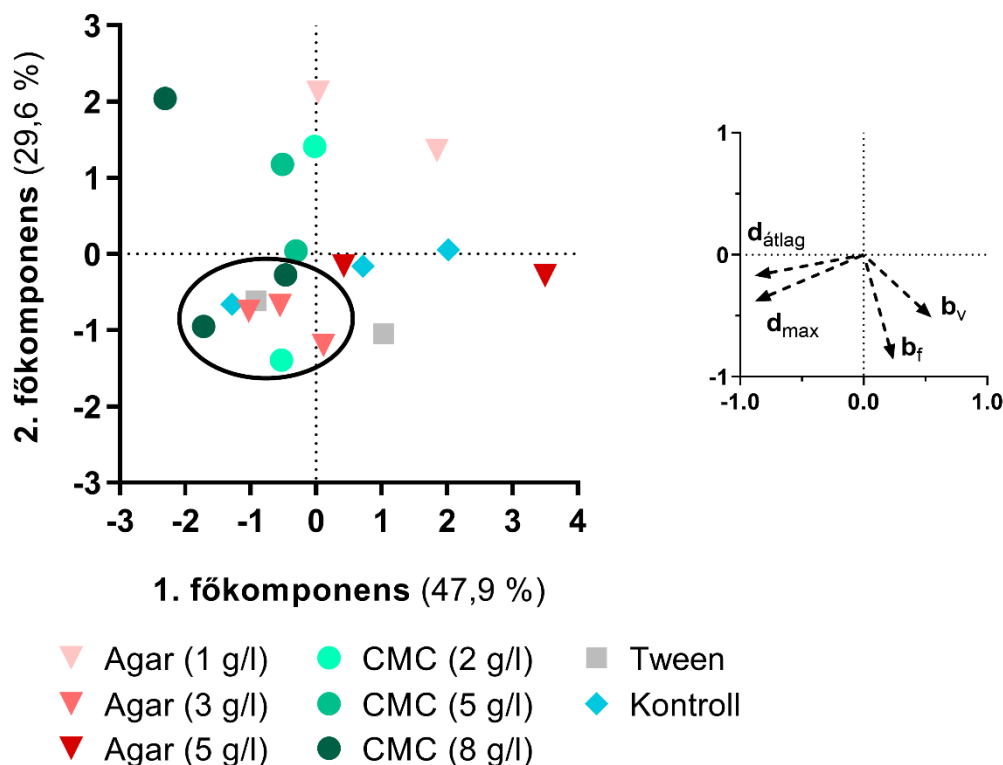 3
2
1
0
-1
-2
-3
2. főkomponens (29,6 %)
-3 -2 -1 0 1 2 3 4
1. főkomponens (47,9 %)
1
0
-1
-1.0 0.0 1.0
dátlag
dmax
bv
bf
Agar (1 g/l) CMC (2 g/l) Tween
Agar (3 g/l) CMC (5 g/l) Kontroll
Agar (5 g/l) CMC (8 g/l)